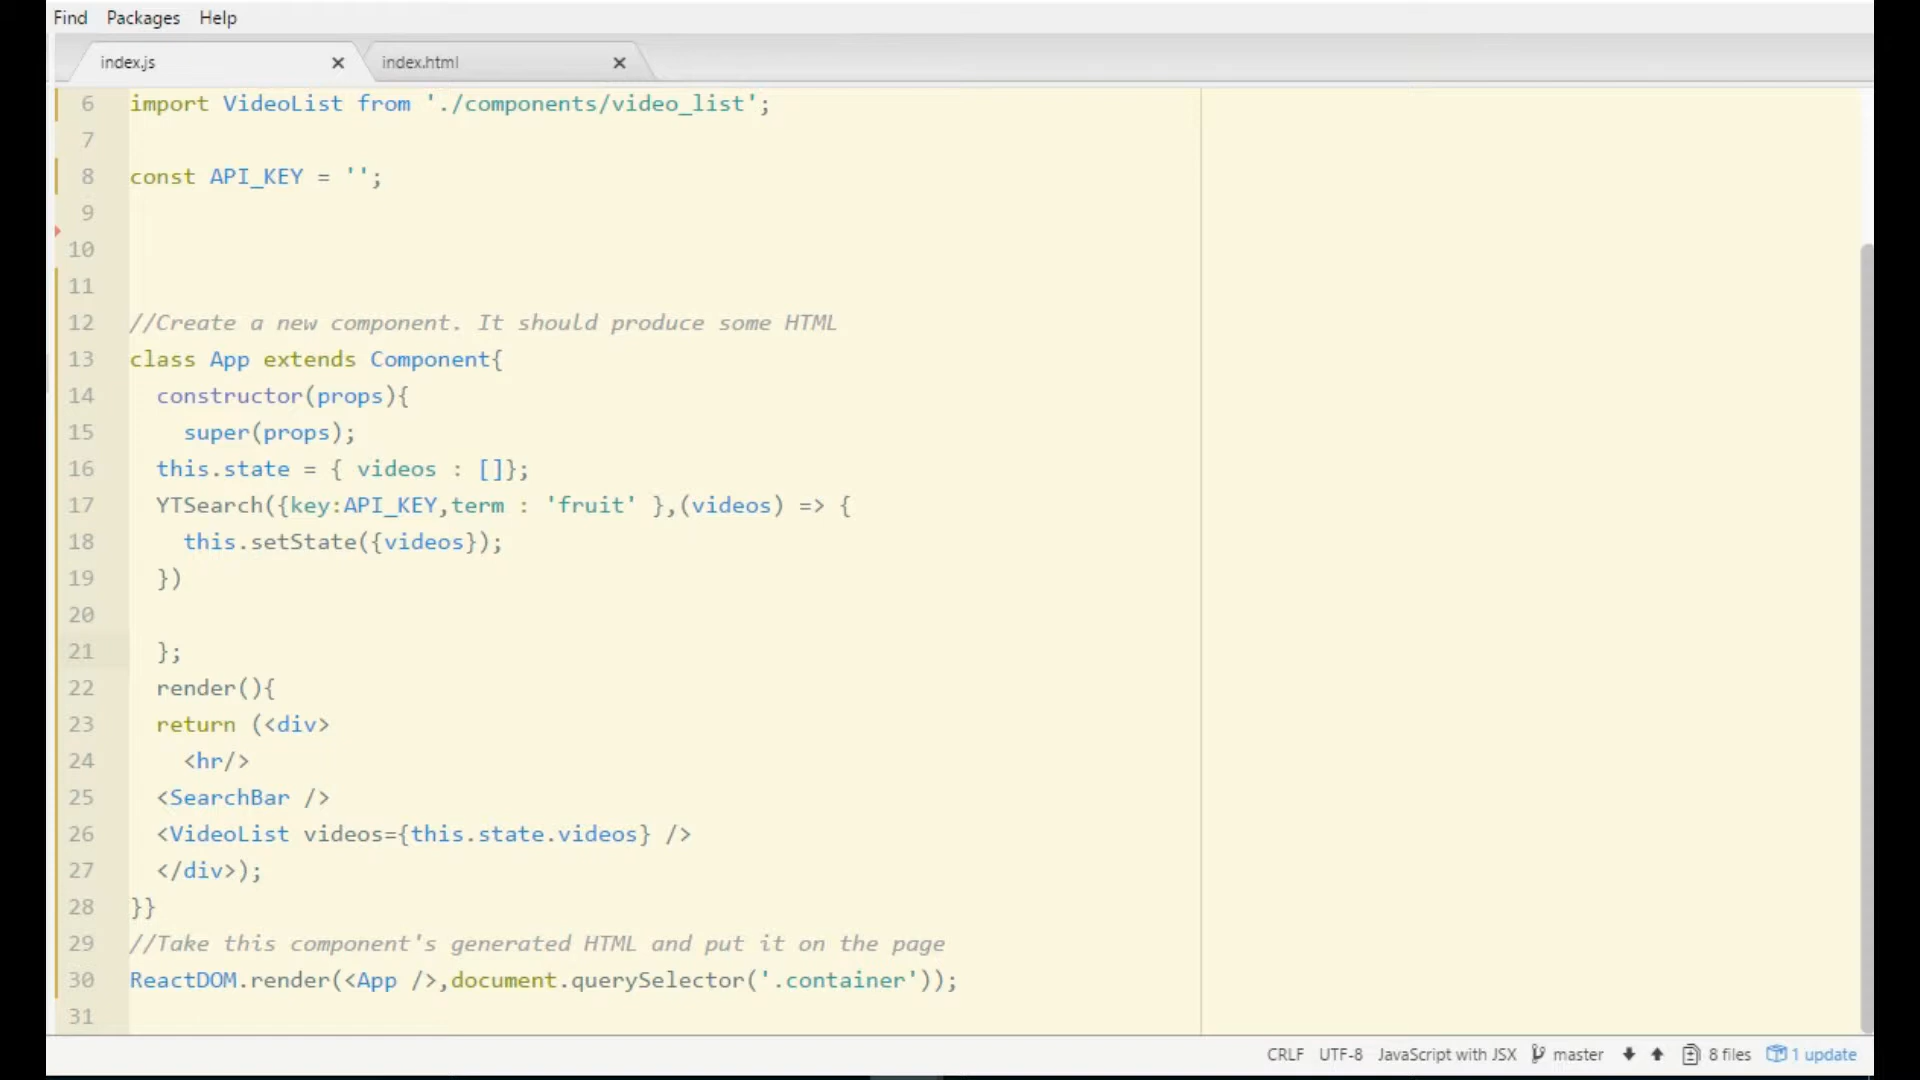 Find Packages Help
index.js × index.html ×
6 import VideoList from './components/video_list';
7
8 const API_KEY = '';
9
10
11
12 //Create a new component. It should produce some HTML
13 class App extends Component{
14 constructor(props){
15 super(props);
16 this.state = { videos : []};
17 YTSearch({key:API_KEY,term : 'fruit' },(videos) => {
18 this.setState({videos});
19 })
20
21 };
22 render(){
23 return (<div>
24 <hr/>
25 <SearchBar />
26 <VideoList videos={this.state.videos} />
27 </div>);
28 }}
29 //Take this component's generated HTML and put it on the page
30 ReactDOM.render(<App />,document.querySelector('.container'));
31
CRLF UTF-8 JavaScript with JSX master 8 files 1 update